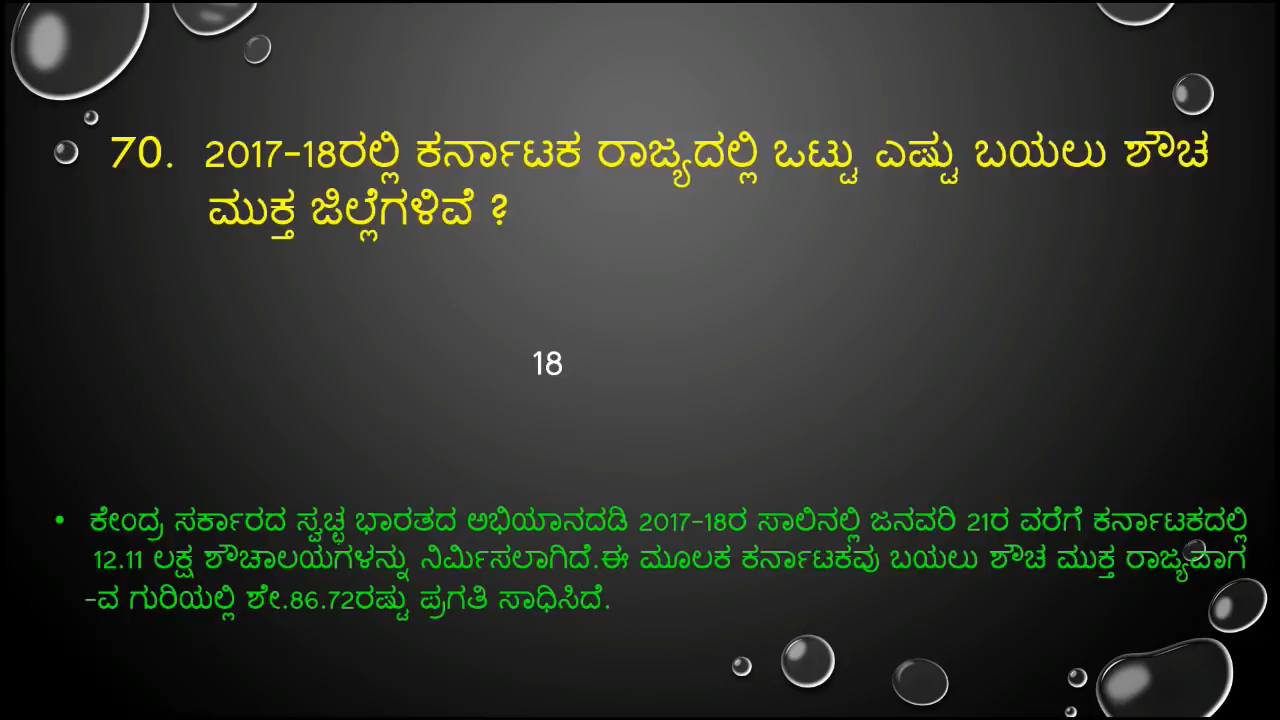 70. 2017-18ರಲ್ಲಿ ಕರ್ನಾಟಕ ರಾಜ್ಯದಲ್ಲಿ ಒಟ್ಟು ಎಷ್ಟು ಬಯಲು ಶೌಚ
ಮುಕ್ತ ಜಿಲ್ಲೆಗಳಿವೆ ?
18
• ಕೇಂದ್ರ ಸರ್ಕಾರದ ಸ್ವಚ್ಛ ಭಾರತದ ಅಭಿಯಾನದಡಿ 2017-18ರ ಸಾಲಿನಲ್ಲಿ ಜನವರಿ 21ರ ವರೆಗೆ ಕರ್ನಾಟಕದಲ್ಲಿ
12.11 ಲಕ್ಷ ಶೌಚಾಲಯಗಳನ್ನು ನಿರ್ಮಿಸಲಾಗಿದೆ.ಈ ಮೂಲಕ ಕರ್ನಾಟಕವು ಬಯಲು ಶೌಚ ಮುಕ್ತ ರಾಜ್ಯವಾಗ
-ವ ಗುರಿಯಲ್ಲಿ ಶೇ.86.72ರಷ್ಟು ಪ್ರಗತಿ ಸಾಧಿಸಿದೆ.